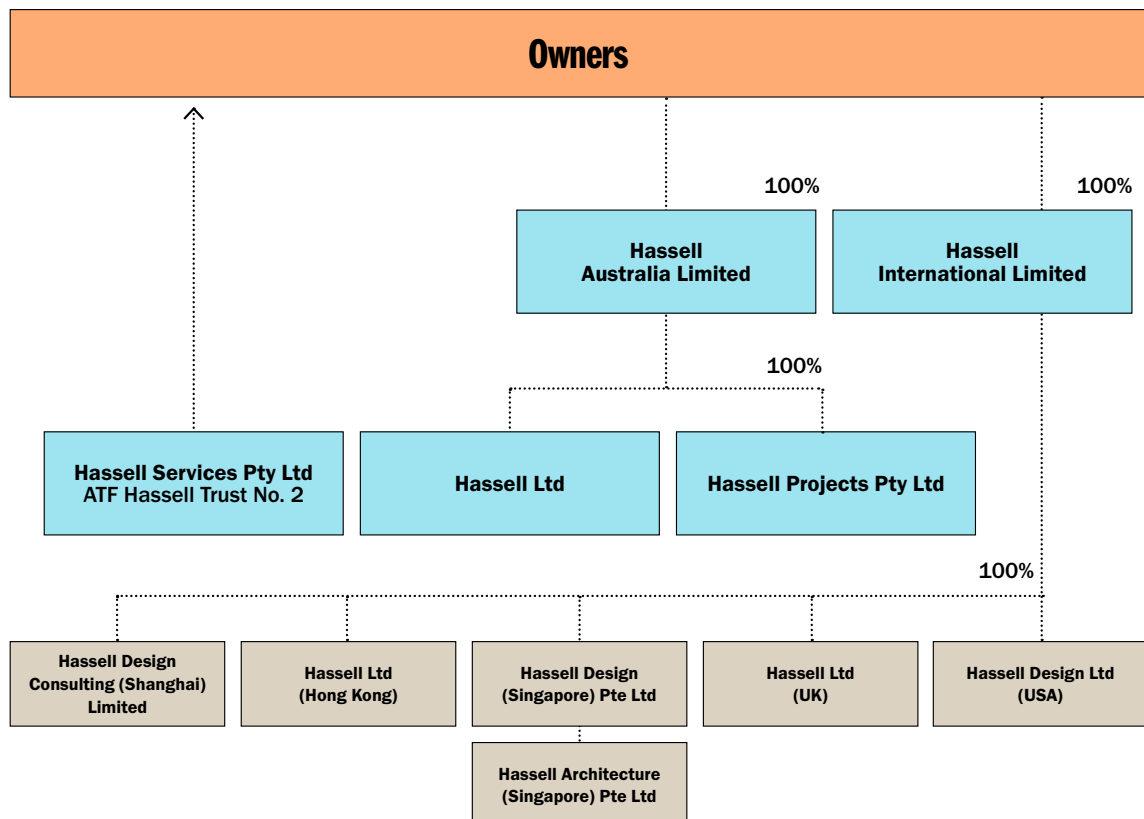 Owners
100%
100%
Hassell
Australia Limited
Hassell
International Limited
100%
Hassell Services Pty Ltd
ATF Hassell Trust No. 2
Hassell Ltd
Hassell Projects Pty Ltd
100%
Hassell Design
Consulting (Shanghai)
Limited
Hassell Ltd
(Hong Kong)
Hassell Design
(Singapore) Pte Ltd
Hassell Ltd
(UK)
Hassell Design Ltd
(USA)
Hassell Architecture
(Singapore) Pte Ltd